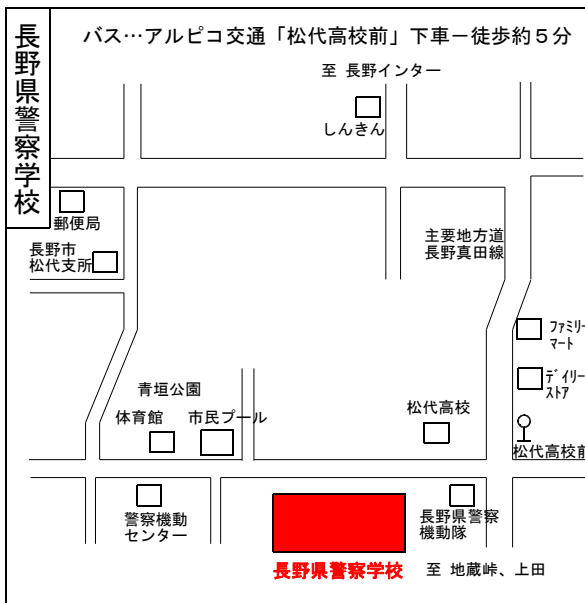 長野県警察学校
バス…アルピコ交通「松代高校前」下車－徒歩約５分
至 長野インター
しんきん
郵便局
長野市
松代支所
主要地方道
長野真田線
ファミリー
マート
デイリー
ストア
青垣公園
体育館
市民プール
松代高校
松代高校前
警察機動
センター
長野県警察
機動隊
長野県警察学校
至 地蔵峠、上田